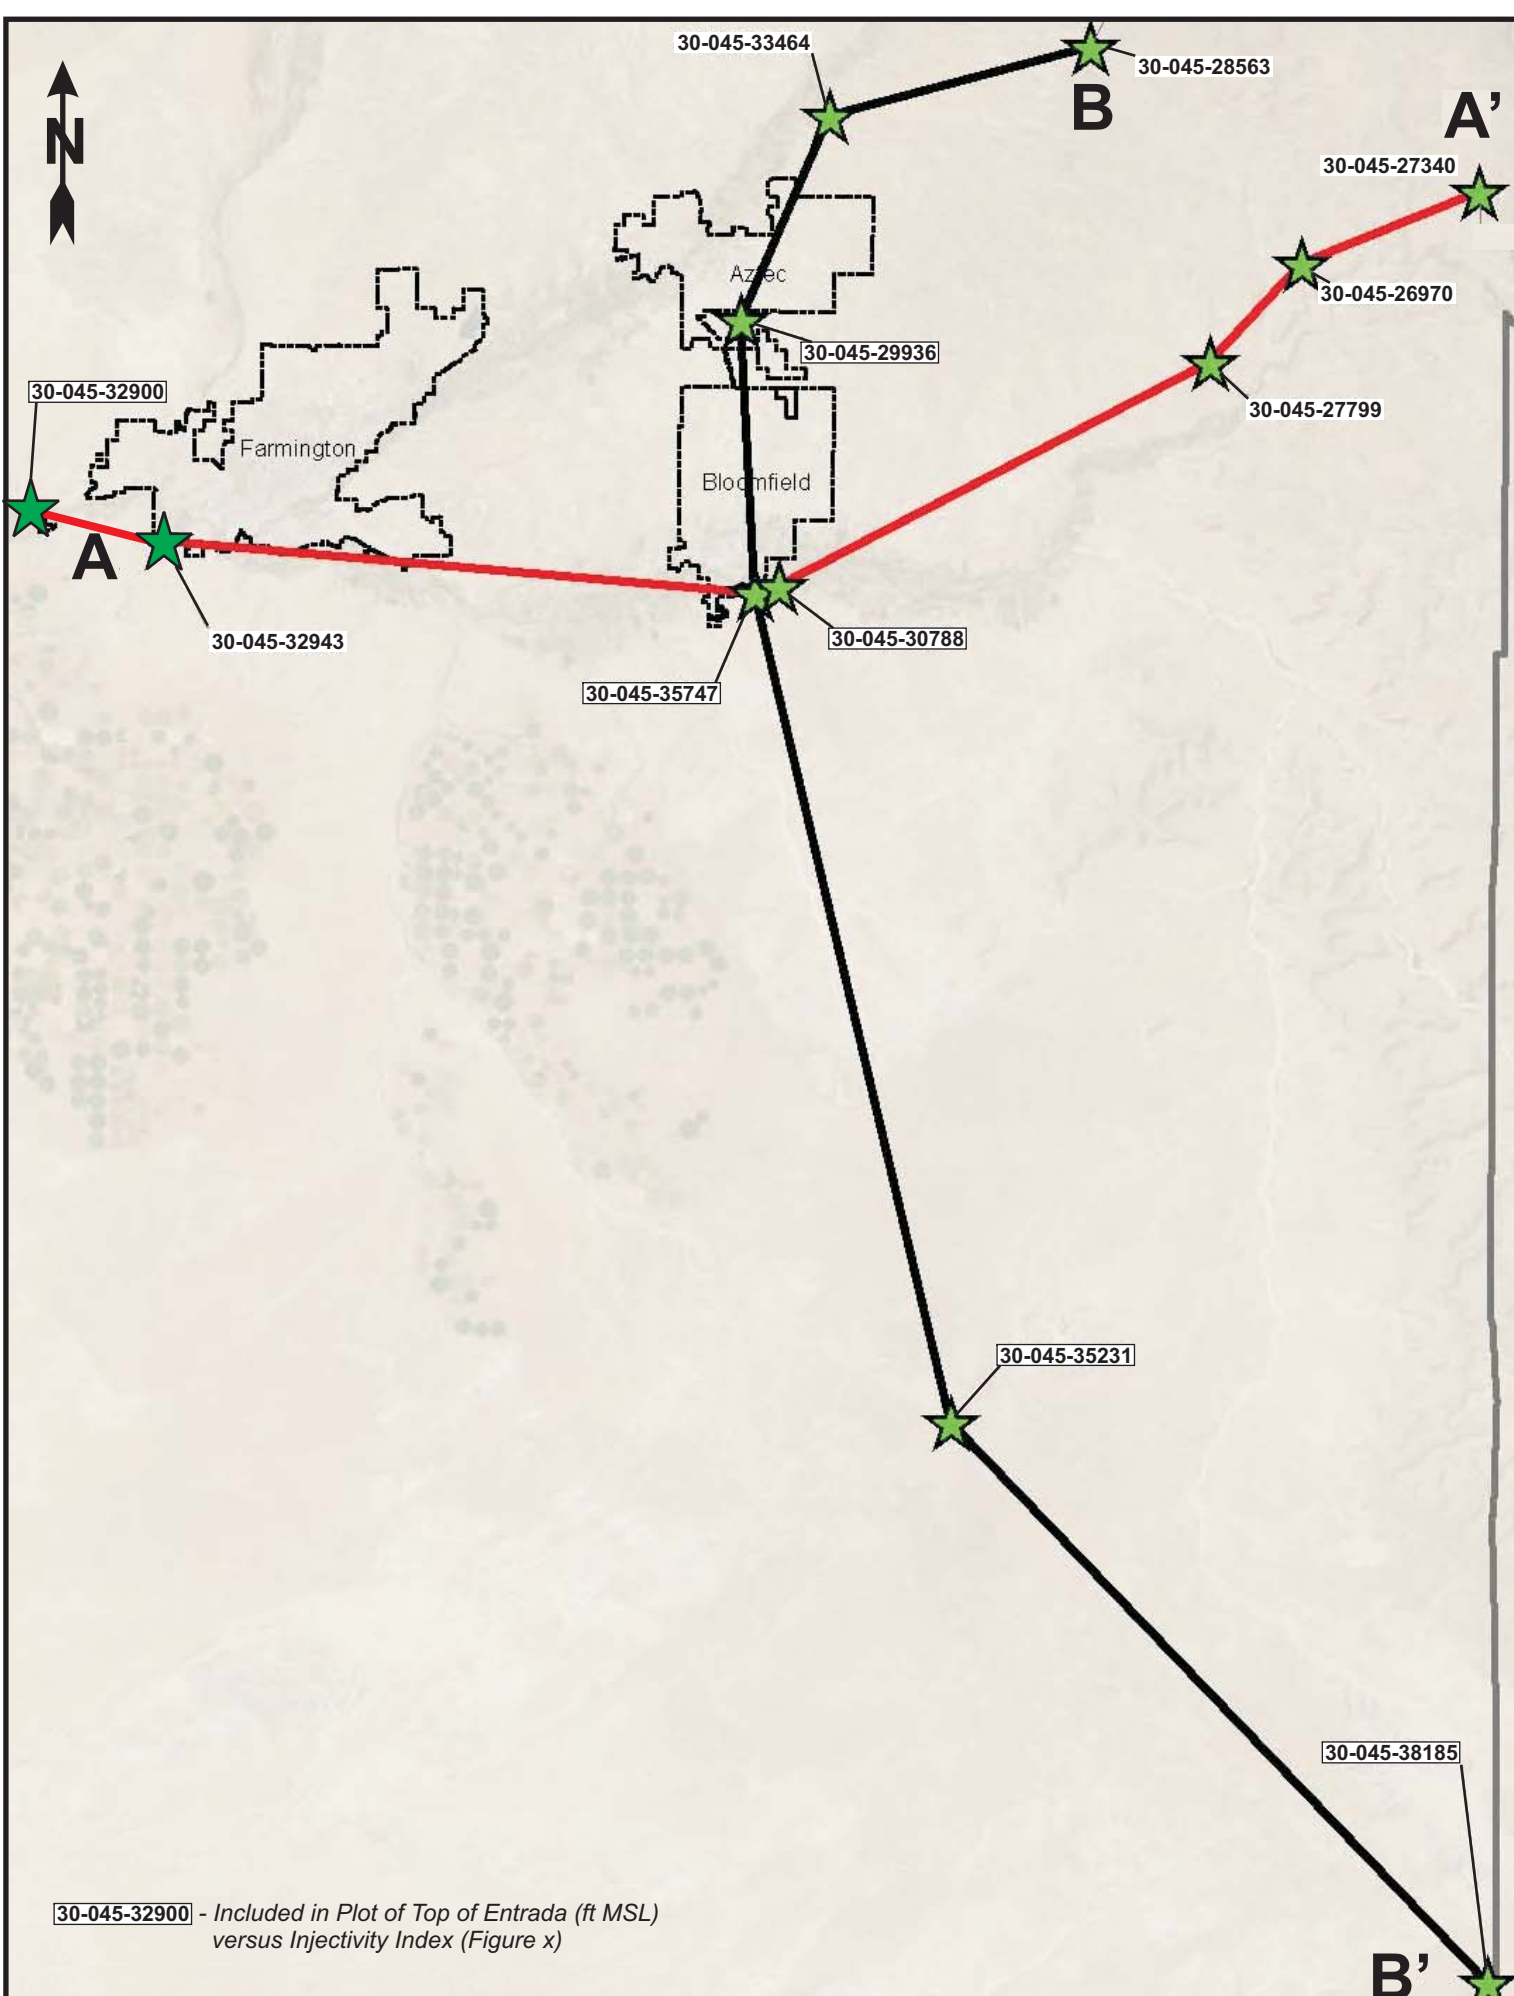 30-045-33464
30-045-28563
B
A’
N
30-045-27340
Aztec
30-045-26970
30-045-29936
30-045-32900
30-045-27799
Farmington
Bloomfield
A
30-045-32943
30-045-30788
30-045-35747
30-045-35231
30-045-38185
30-045-32900 - Included in Plot of Top of Entrada (ft MSL)
versus Injectivity Index (Figure x)
B’